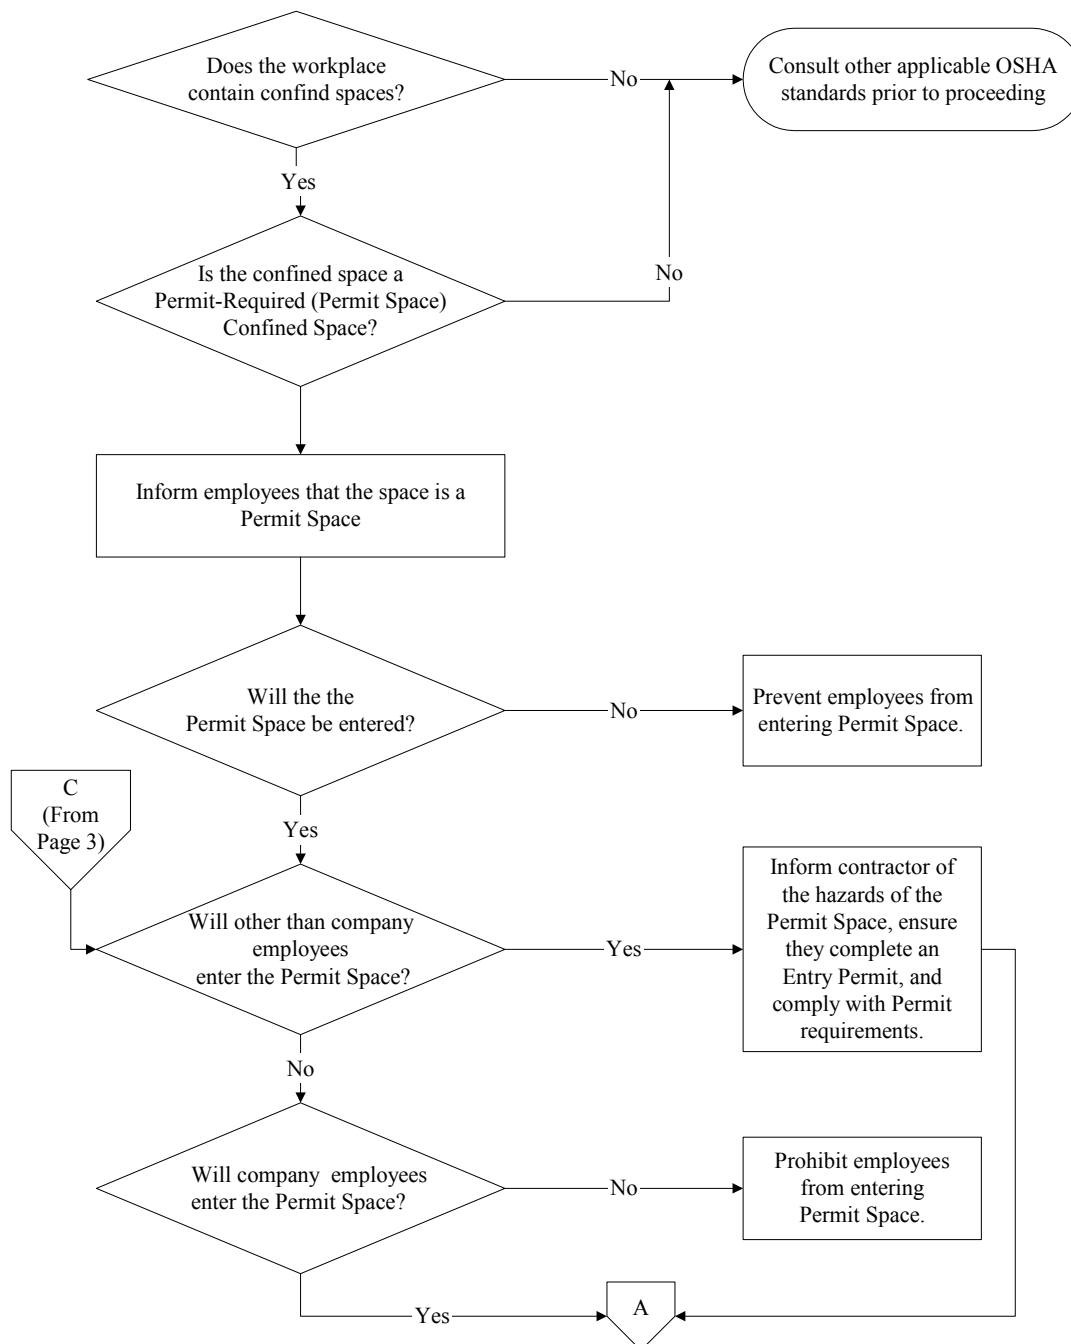 Does the workplace
contain confind spaces?
No
Consult other applicable OSHA
standards prior to proceeding
Yes
Is the confined space a
Permit-Required (Permit Space)
Confined Space?
No
Inform employees that the space is a
Permit Space
Will the the
Permit Space be entered?
No
Prevent employees from
entering Permit Space.
C
(From
Page 3)
Yes
Will other than company
employees
enter the Permit Space?
Yes
Inform contractor of
the hazards of the
Permit Space, ensure
they complete an
Entry Permit, and
comply with Permit
requirements.
No
Will company employees
enter the Permit Space?
No
Prohibit employees
from entering
Permit Space.
Yes
A